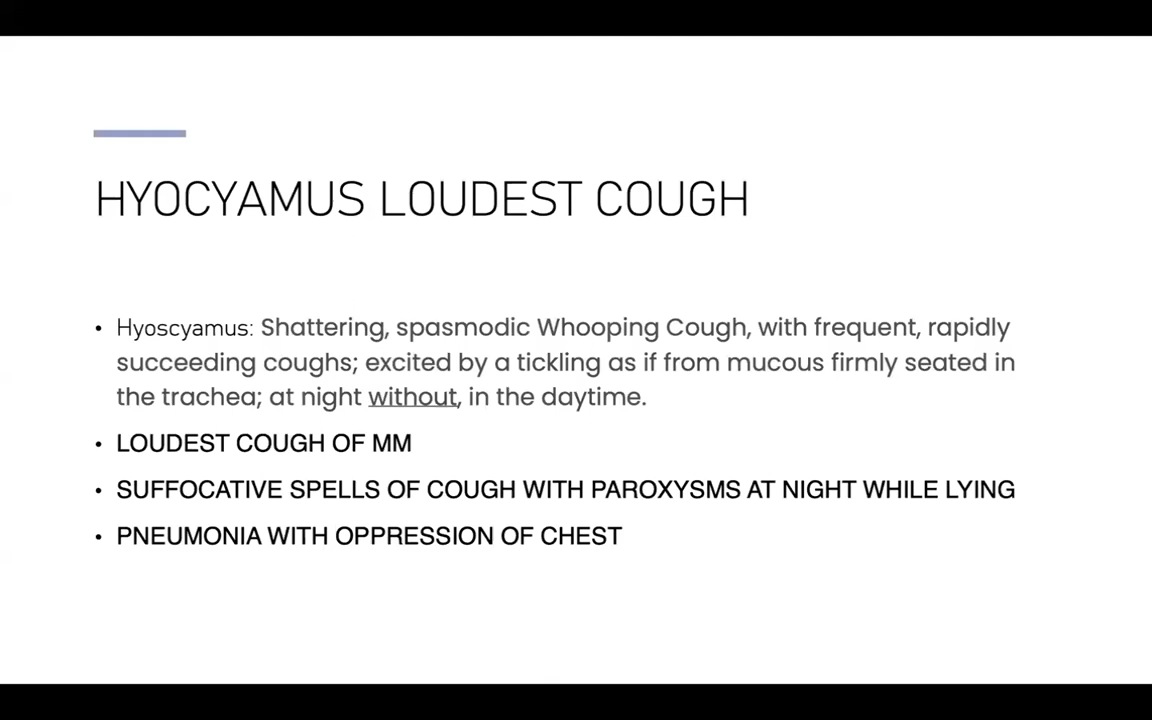 HYOCYAMUS LOUDEST COUGH
• Hyoscyamus: Shattering, spasmodic Whooping Cough, with frequent, rapidly
succeeding coughs; excited by a tickling as if from mucous firmly seated in
the trachea; at night without, in the daytime.
• LOUDEST COUGH OF MM
• SUFFOCATIVE SPELLS OF COUGH WITH PAROXYSMS AT NIGHT WHILE LYING
• PNEUMONIA WITH OPPRESSION OF CHEST